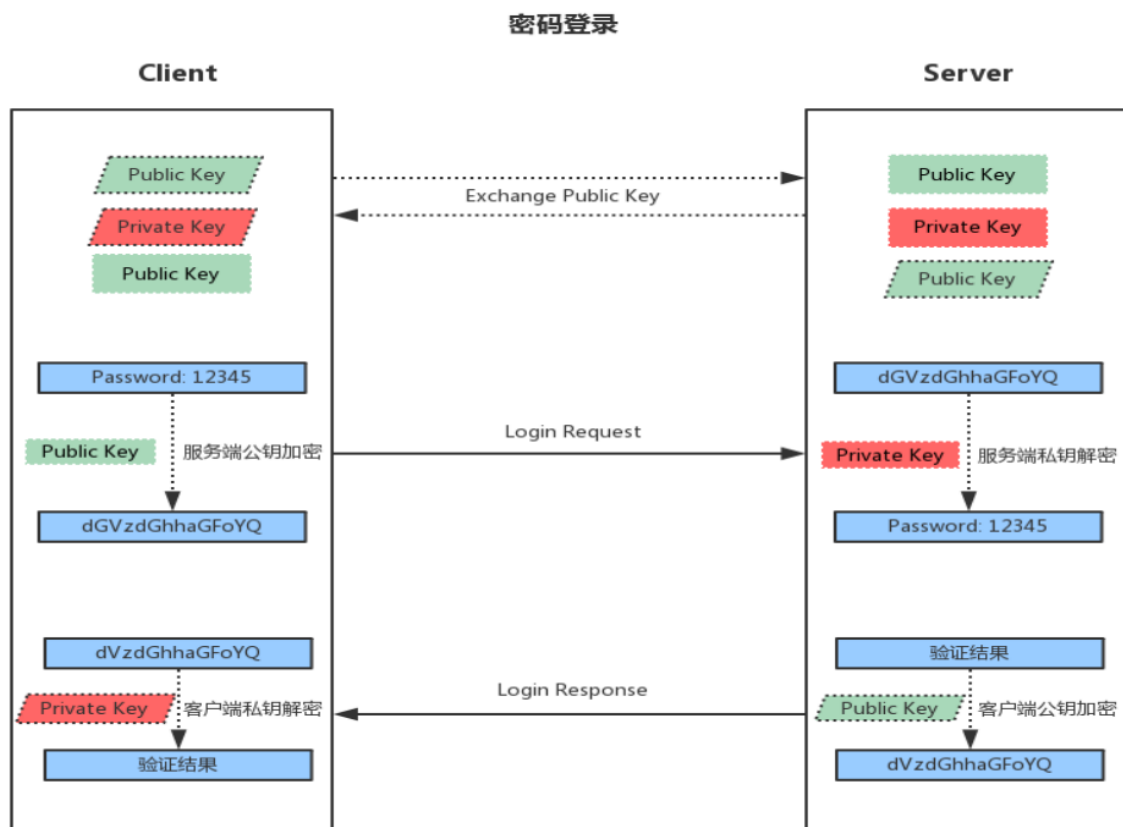 密码登录
Client
Server
Public Key
Private Key
Public Key
Exchange Public Key
Public Key
Private Key
Public Key
Password: 12345
Public Key
服务端公钥加密
dGVzdGhhaGFoYQ
Login Request
dGVzdGhhaGFoYQ
Private Key
服务端私钥解密
Password: 12345
dVzdGhhaGFoYQ
Private Key
客户端私钥解密
验证结果
Login Response
验证结果
Public Key
客户端公钥加密
dVzdGhhaGFoYQ